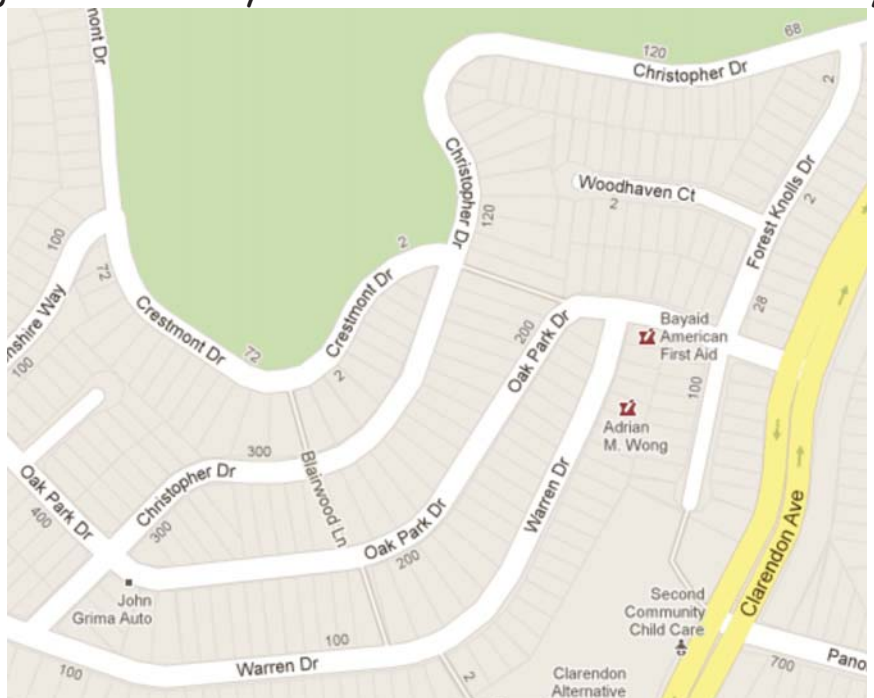 mont Dr
120
68
Christopher Dr
2
Christopher Dr
120
Woodhaven Ct
2
Forest Knolls Dr
2
100
72
nshire Way
100
2
Crestmont Dr
Crestmont Dr
72
2
28
200
Oak Park Dr
Bayaid
American
First Aid
100
Adrian
M. Wong
300
Christopher Dr
300
Blairwood Ln
Oak Park Dr
400
Oak Park Dr
200
Warren Dr
Clarendon Ave
John
Grima Auto
Second
Community
Child Care
100
Warren Dr
100
2
Clarendon
Alternative
700
Pano